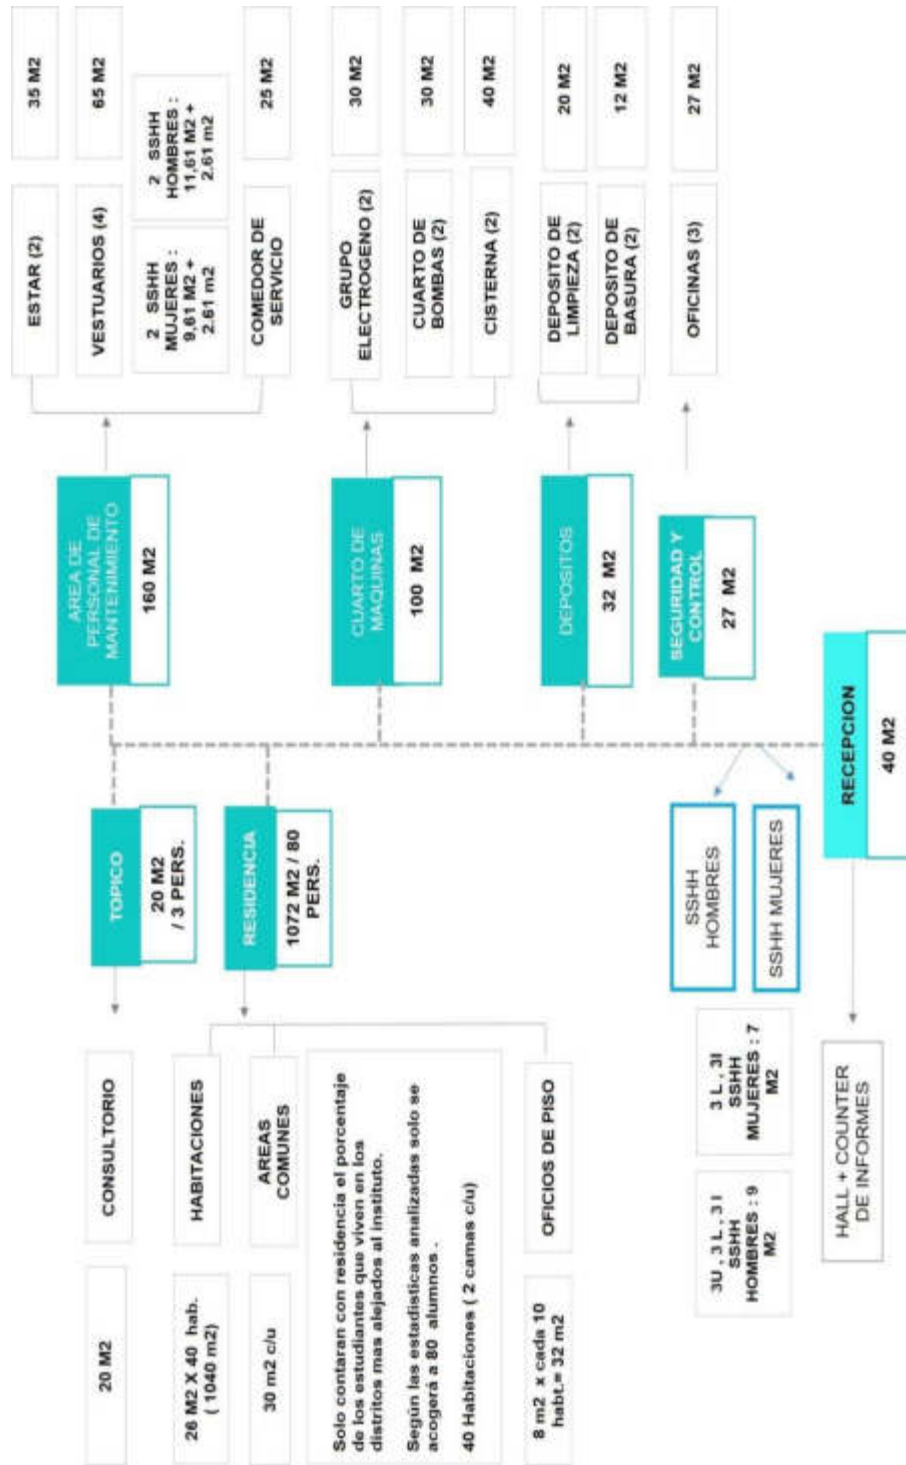 20 M2
CONSULTORIO
TOPICO
20 M2
/ 3 PERS.
26 M2 X 40 hab.
( 1040 m2)
HABITACIONES
30 m2 c/u
AREAS
COMUNES
RESIDENCIA
1072 M2 / 80
PERS.
Solo contaran con residencia el porcentaje
de los estudiantes que viven en los
distritos mas alejados al instituto.
Según las estadisticas analizadas solo se
acogerá a 80 alumnos .
40 Habitaciones ( 2 camas c/u)
8 m2 x cada 10
habt.= 32 m2
OFICIOS DE PISO
AREA DE
PERSONAL DE
MANTENIMIENTO
160 M2
ESTAR (2)
35 M2
VESTUARIOS (4)
65 M2
2 SSHH
MUJERES :
9,61 M2 +
2.61 m2
2 SSHH
HOMBRES :
11,61 M2 +
2.61 m2
COMEDOR DE
SERVICIO
25 M2
CUARTO DE
MAQUINAS
100 M2
GRUPO
ELECTROGENO (2)
30 M2
CUARTO DE
BOMBAS (2)
30 M2
CISTERNA (2)
40 M2
DEPOSITOS
32 M2
DEPOSITO DE
LIMPIEZA (2)
20 M2
DEPOSITO DE
BASURA (2)
12 M2
SEGURIDAD Y
CONTROL
27 M2
OFICINAS (3)
27 M2
3U , 3 L , 3 I
SSHH
HOMBRES : 9
M2
3 L , 3I
SSHH
MUJERES : 7
M2
SSHH
HOMBRES
SSHH MUJERES
HALL + COUNTER
DE INFORMES
RECEPCION
40 M2